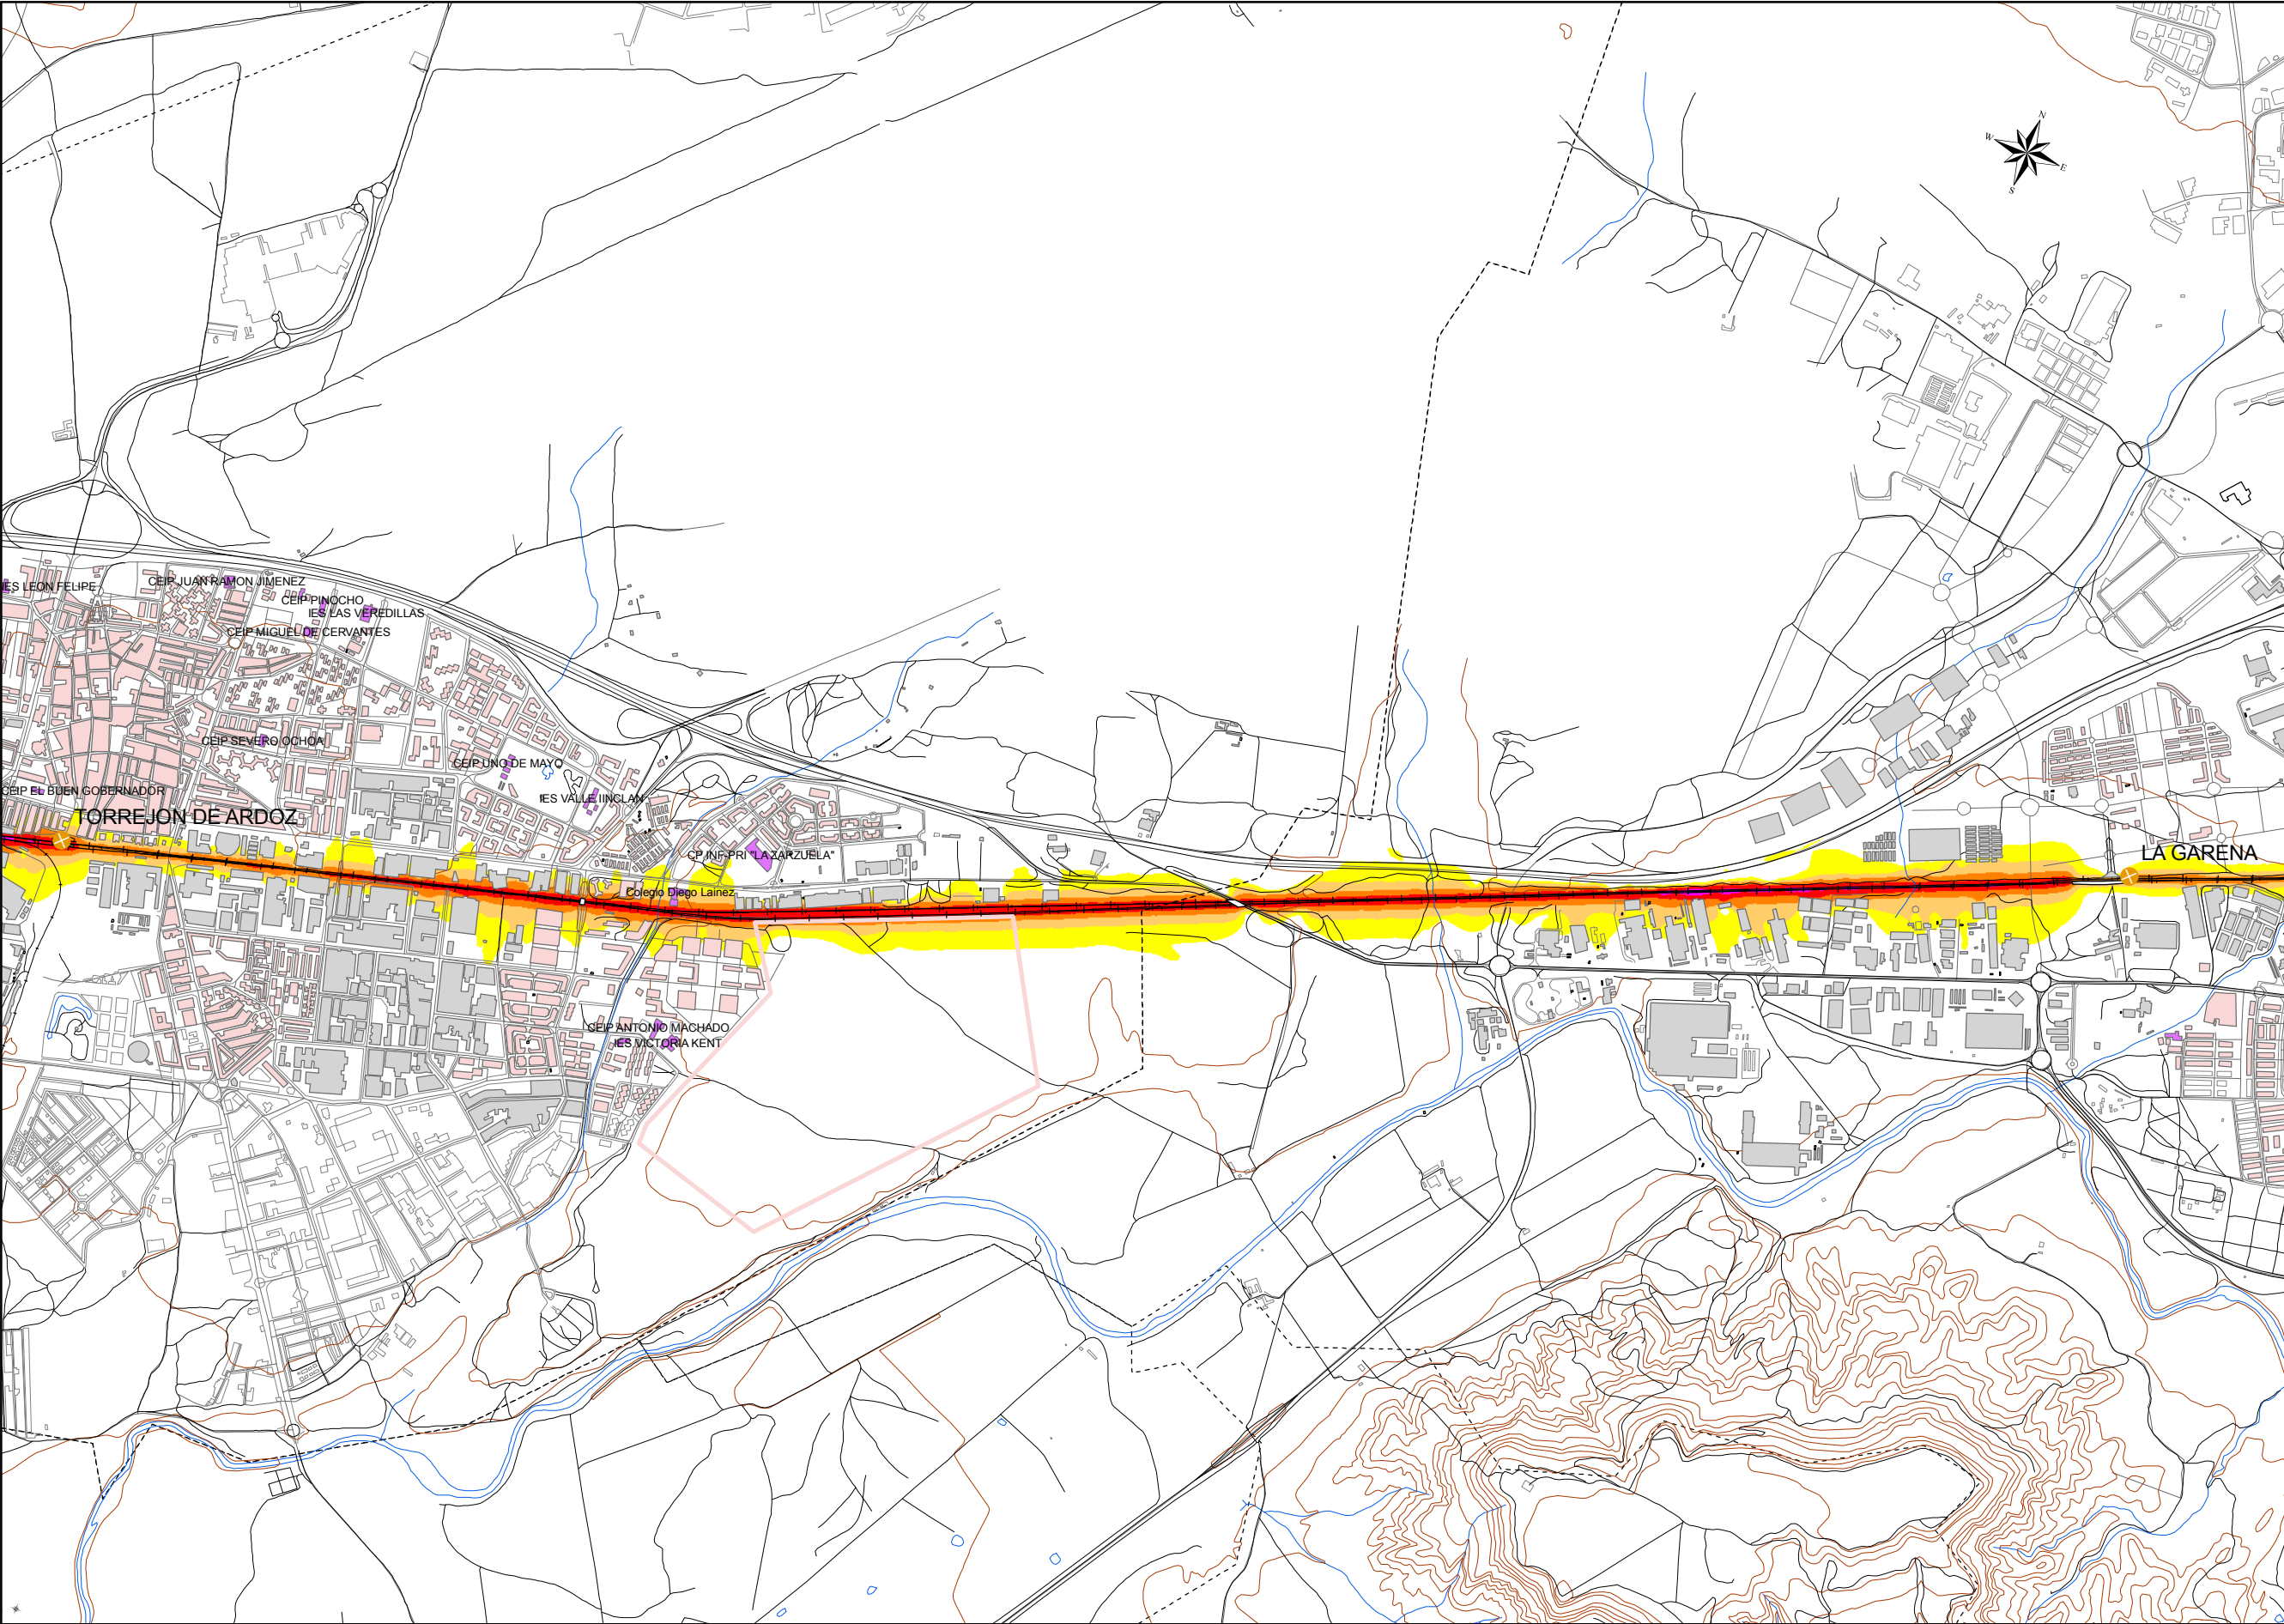 N
W
E
S
IES LEON FELIPE
CEIP JUAN RAMON JIMENEZ
CEIP PINOCHO
IES LAS VEREDILLAS
CEIP MIGUEL DE CERVANTES
CEIP SEVERO OCHOA
CEIP UNO DE MAYO
CEIP EL BUEN GOBERNADOR
IES VALLE IINCLAN
TORREJON DE ARDOZ
CP INF-PRI "LA ZARZUELA"
LA GARENA
Colegio Diego Lainez
CEIP ANTONIO MACHADO
IES VICTORIA KENT